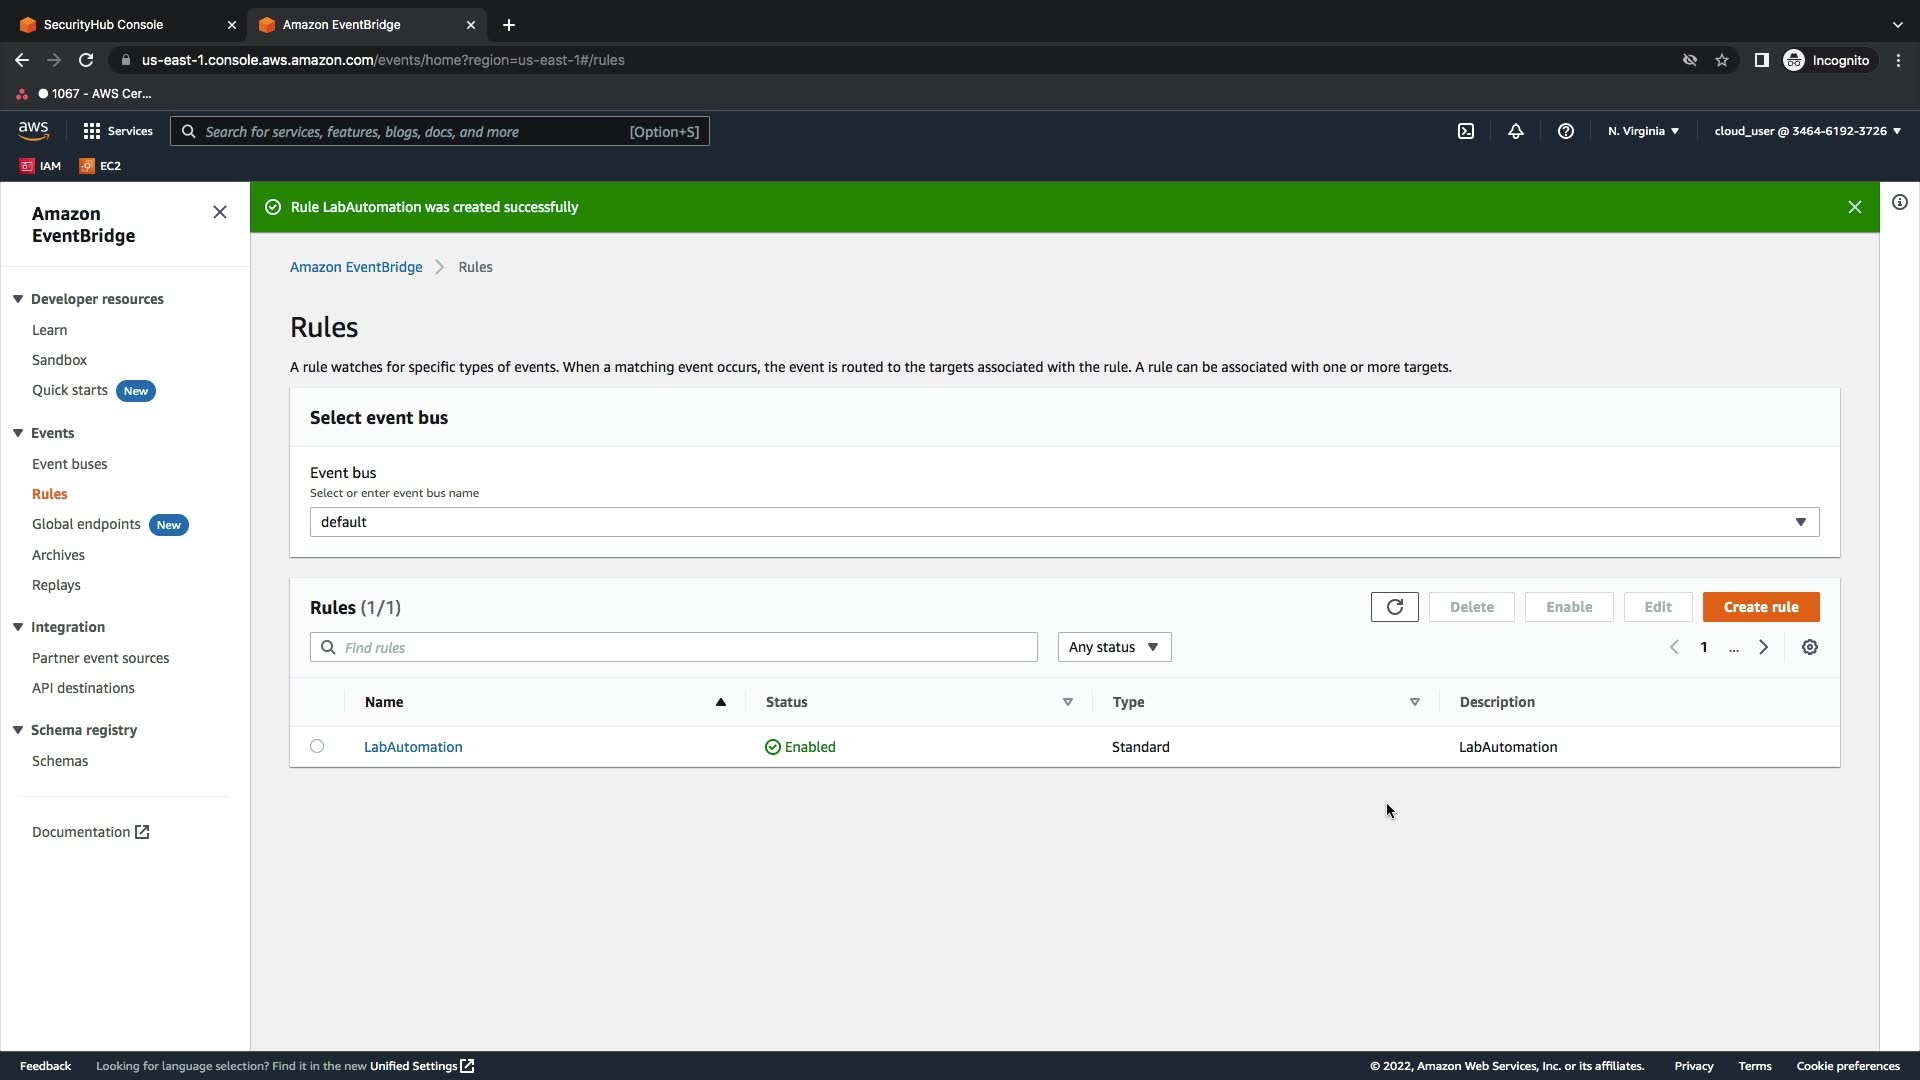 SecurityHub Console
Amazon EventBridge
us-east-1.console.aws.amazon.com/events/home?region=us-east-1#/rules
Incognito
1067 - AWS Cer...
aws
Services
Search for services, features, blogs, docs, and more
[Option+S]
N. Virginia
cloud_user @ 3464-6192-3726
IAM
EC2
Amazon
EventBridge
Developer resources
Learn
Sandbox
Quick starts New
Events
Event buses
Rules
Global endpoints New
Archives
Replays
Integration
Partner event sources
API destinations
Schema registry
Schemas
Documentation
Rule LabAutomation was created successfully
Amazon EventBridge > Rules
Rules
A rule watches for specific types of events. When a matching event occurs, the event is routed to the targets associated with the rule. A rule can be associated with one or more targets.
Select event bus
Event bus
Select or enter event bus name
default
Rules (1/1)
Delete
Enable
Edit
Create rule
Find rules
Any status
1 ...
Name Status Type Description
LabAutomation Enabled Standard LabAutomation
Feedback
Looking for language selection? Find it in the new Unified Settings
© 2022, Amazon Web Services, Inc. or its affiliates.
Privacy
Terms
Cookie preferences